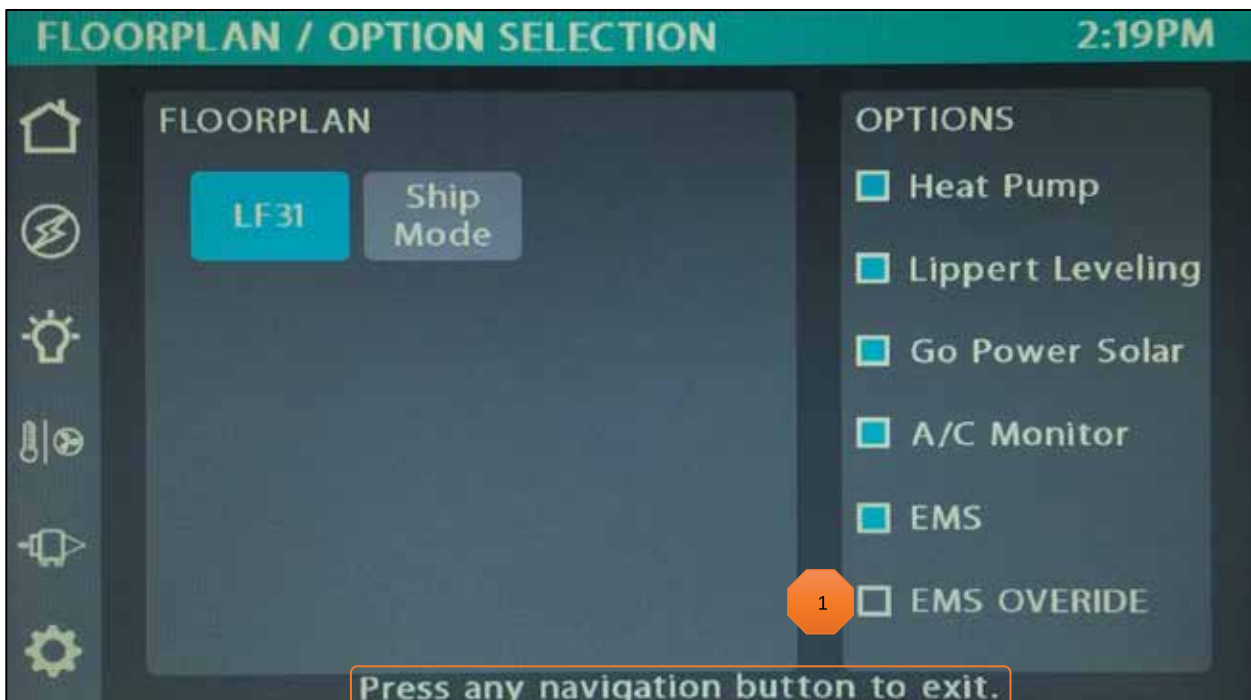 FLOORPLAN / OPTION SELECTION
2:19PM
FLOORPLAN
LF31
Ship
Mode
OPTIONS
Heat Pump
Lippert Leveling
Go Power Solar
A/C Monitor
EMS
1
EMS OVERIDE
Press any navigation button to exit.